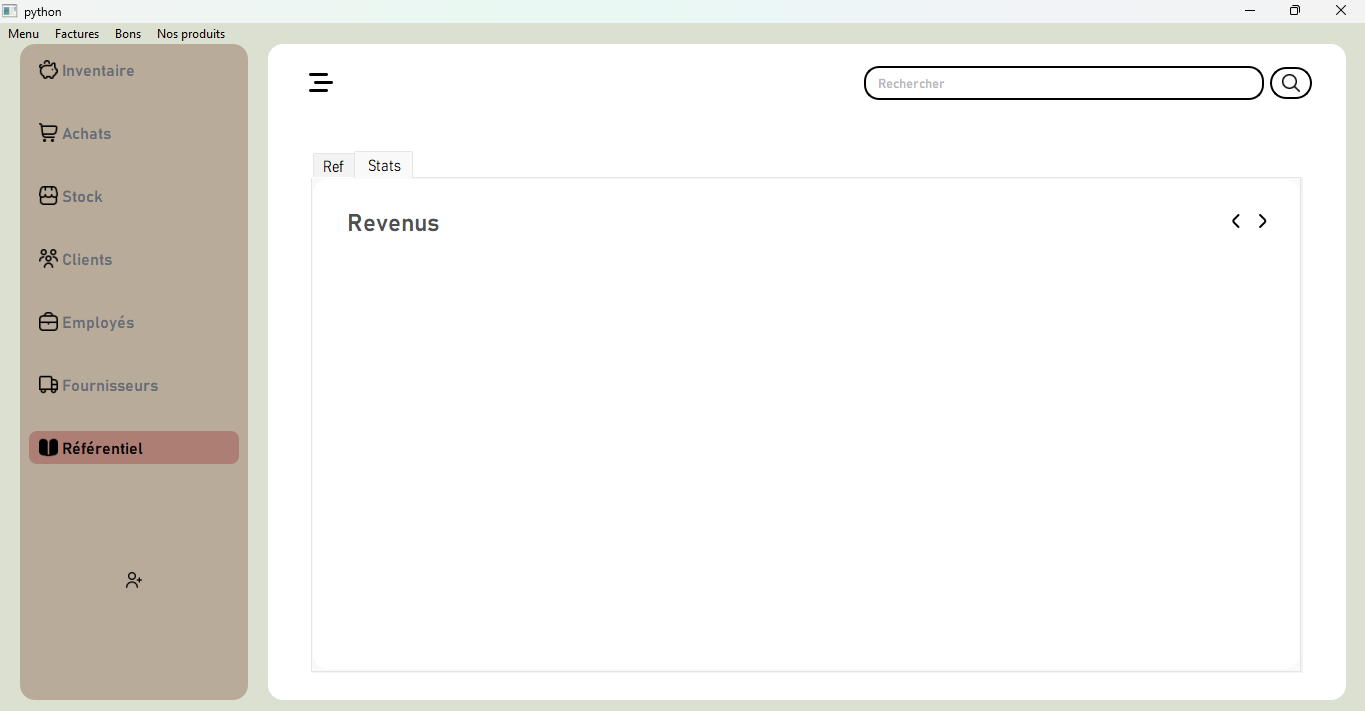 python
Menu Factures Bons Nos produits
Inventaire
Achats
Stock
Clients
Employés
Fournisseurs
Référentiel
Rechercher
Ref Stats
Revenus